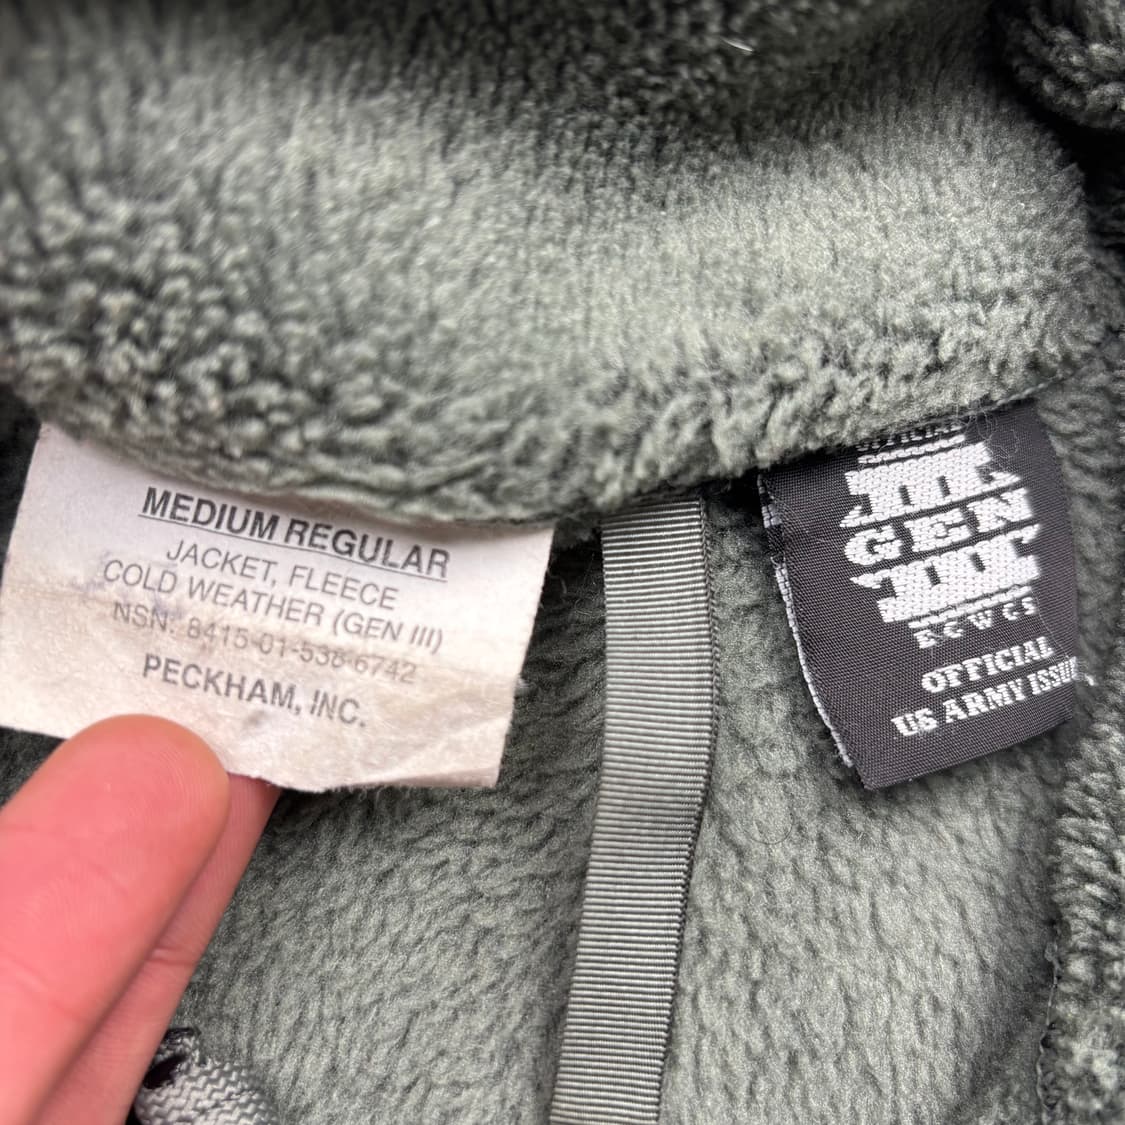 MEDIUM REGULAR
JACKET, FLEECE
COLD WEATHER (GEN III)
NSN: 8415-01-538-6742
PECKHAM, INC.
GEN
III
ECWCS
OFFICIAL
US ARMY ISSUE